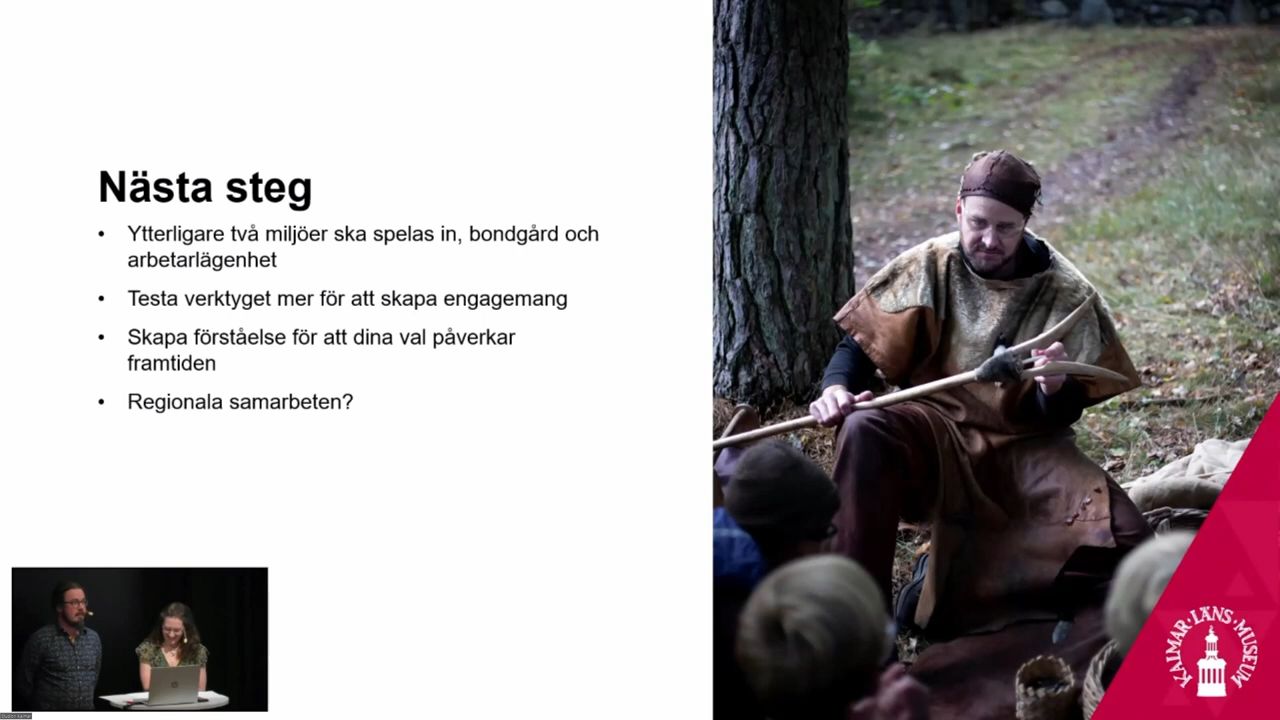 Nästa steg
• Ytterligare två miljöer ska spelas in, bondgård och
arbetarlägenhet
• Testa verktyget mer för att skapa engagemang
• Skapa förståelse för att dina val påverkar
framtiden
• Regionala samarbeten?
KALMAR·LÄNS·MUSEUM